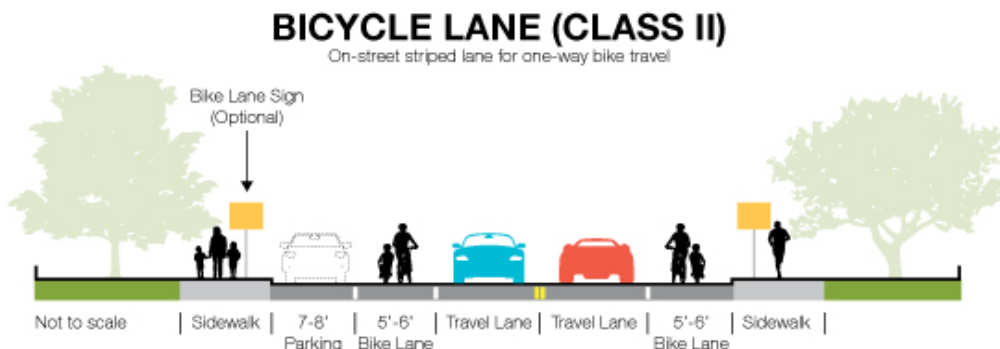 BICYCLE LANE (CLASS II)
On-street striped lane for one-way bike travel
Bike Lane Sign
(Optional)
Not to scale | Sidewalk | 7-8' | 5'-6' | Travel Lane | Travel Lane | 5'-6' | Sidewalk |
Parking Bike Lane Bike Lane